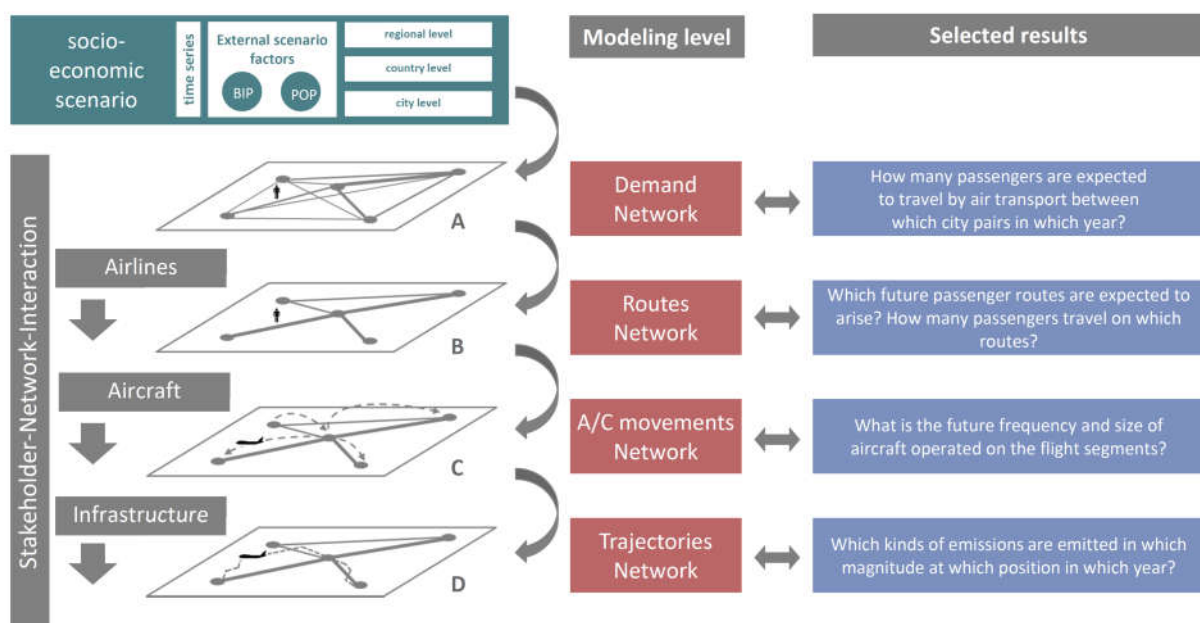 socio-
economic
scenario
time series
External scenario
factors
BIP
POP
regional level
country level
city level
Modeling level
Selected results
Stakeholder-Network-Interaction
A
Demand
Network
How many passengers are expected
to travel by air transport between
which city pairs in which year?
Airlines
B
Routes
Network
Which future passenger routes are expected to
arise? How many passengers travel on which
routes?
Aircraft
C
A/C movements
Network
What is the future frequency and size of
aircraft operated on the flight segments?
Infrastructure
D
Trajectories
Network
Which kinds of emissions are emitted in which
magnitude at which position in which year?